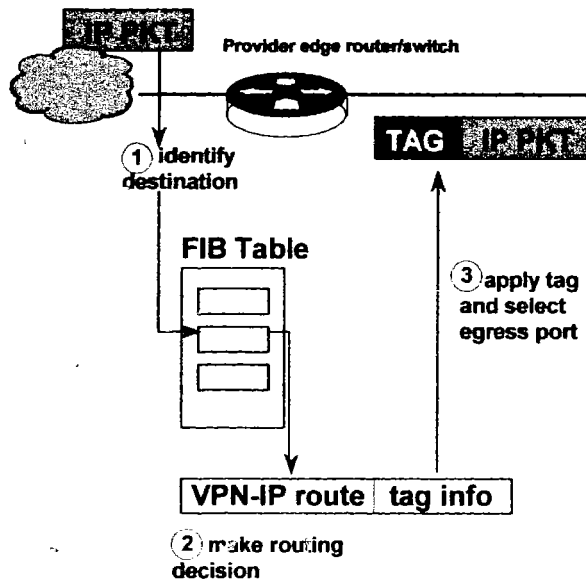 IP PKT
Provider edge router/switch
TAG IP PKT
1 identify
destination
FIB Table
3 apply tag
and select
egress port
VPN-IP route tag info
2 make routing
decision